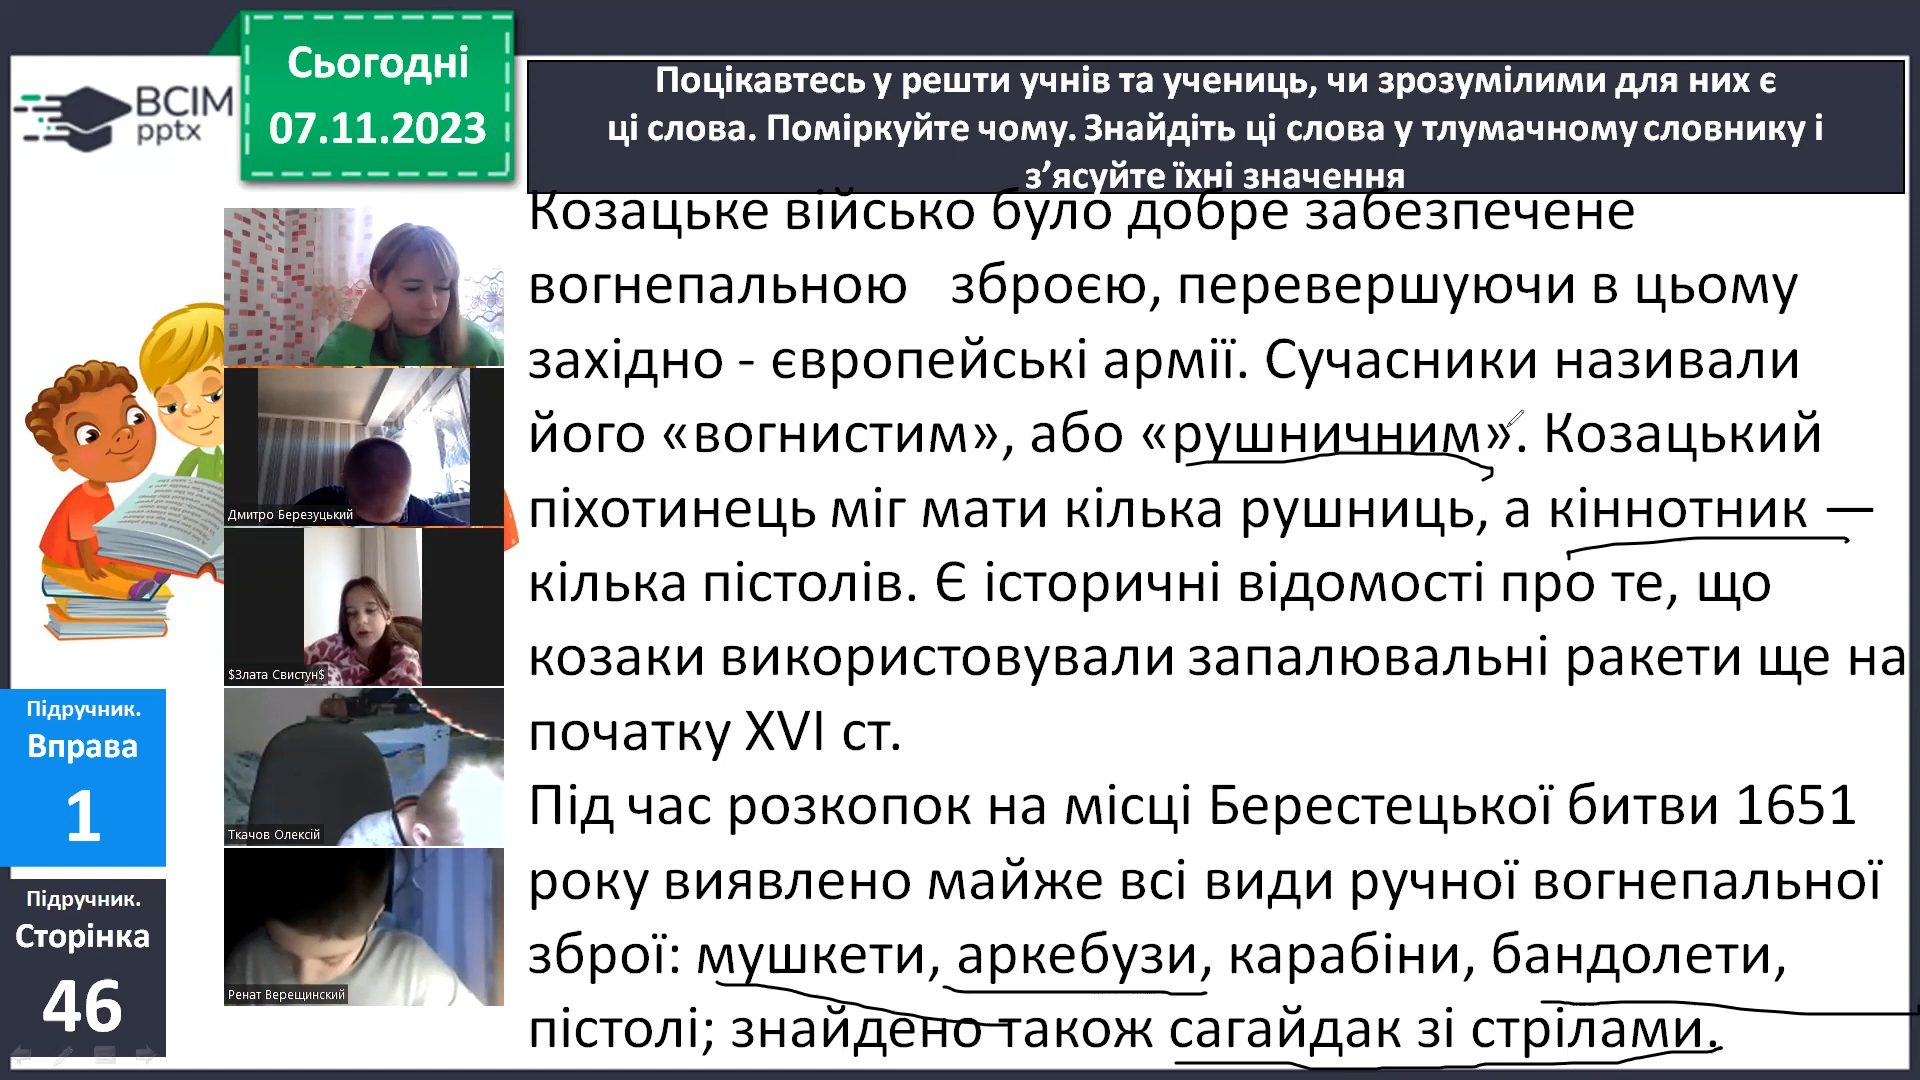 Сьогодні
07.11.2023
ВСІМ
pptx
Поцікавтесь у решти учнів та учениць, чи зрозумілими для них є
ці слова. Поміркуйте чому. Знайдіть ці слова у тлумачному словнику і
з’ясуйте їхні значення
Козацьке військо було добре забезпечене
вогнепальною зброєю, перевершуючи в цьому
західно - європейські армії. Сучасники називали
його «вогнистим», або «рушничним». Козацький
піхотинець міг мати кілька рушниць, а кіннотник —
кілька пістолів. Є історичні відомості про те, що
козаки використовували запалювальні ракети ще на
початку XVI ст.
Під час розкопок на місці Берестецької битви 1651
року виявлено майже всі види ручної вогнепальної
зброї: мушкети, аркебузи, карабіни, бандолети,
пістолі; знайдено також сагайдак зі стрілами.
Дмитро Березуцький
$Злата Свистун$
Ткачов Олексій
Ренат Верещинский
Підручник.
Вправа
1
Підручник.
Сторінка
46